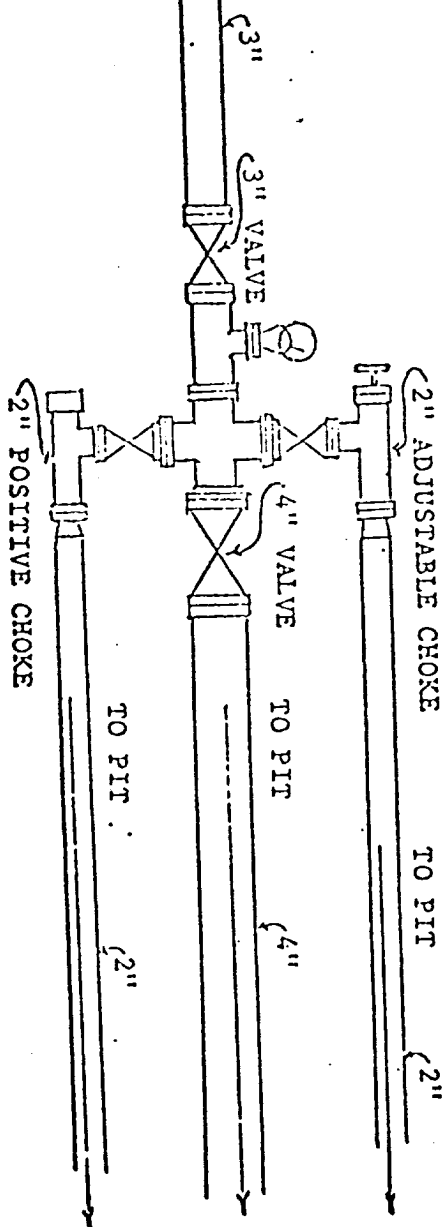 3"
3" VALVE
2" ADJUSTABLE CHOKE
TO PIT
2"
4" VALVE
TO PIT
4"
2" POSITIVE CHOKE
TO PIT
2"